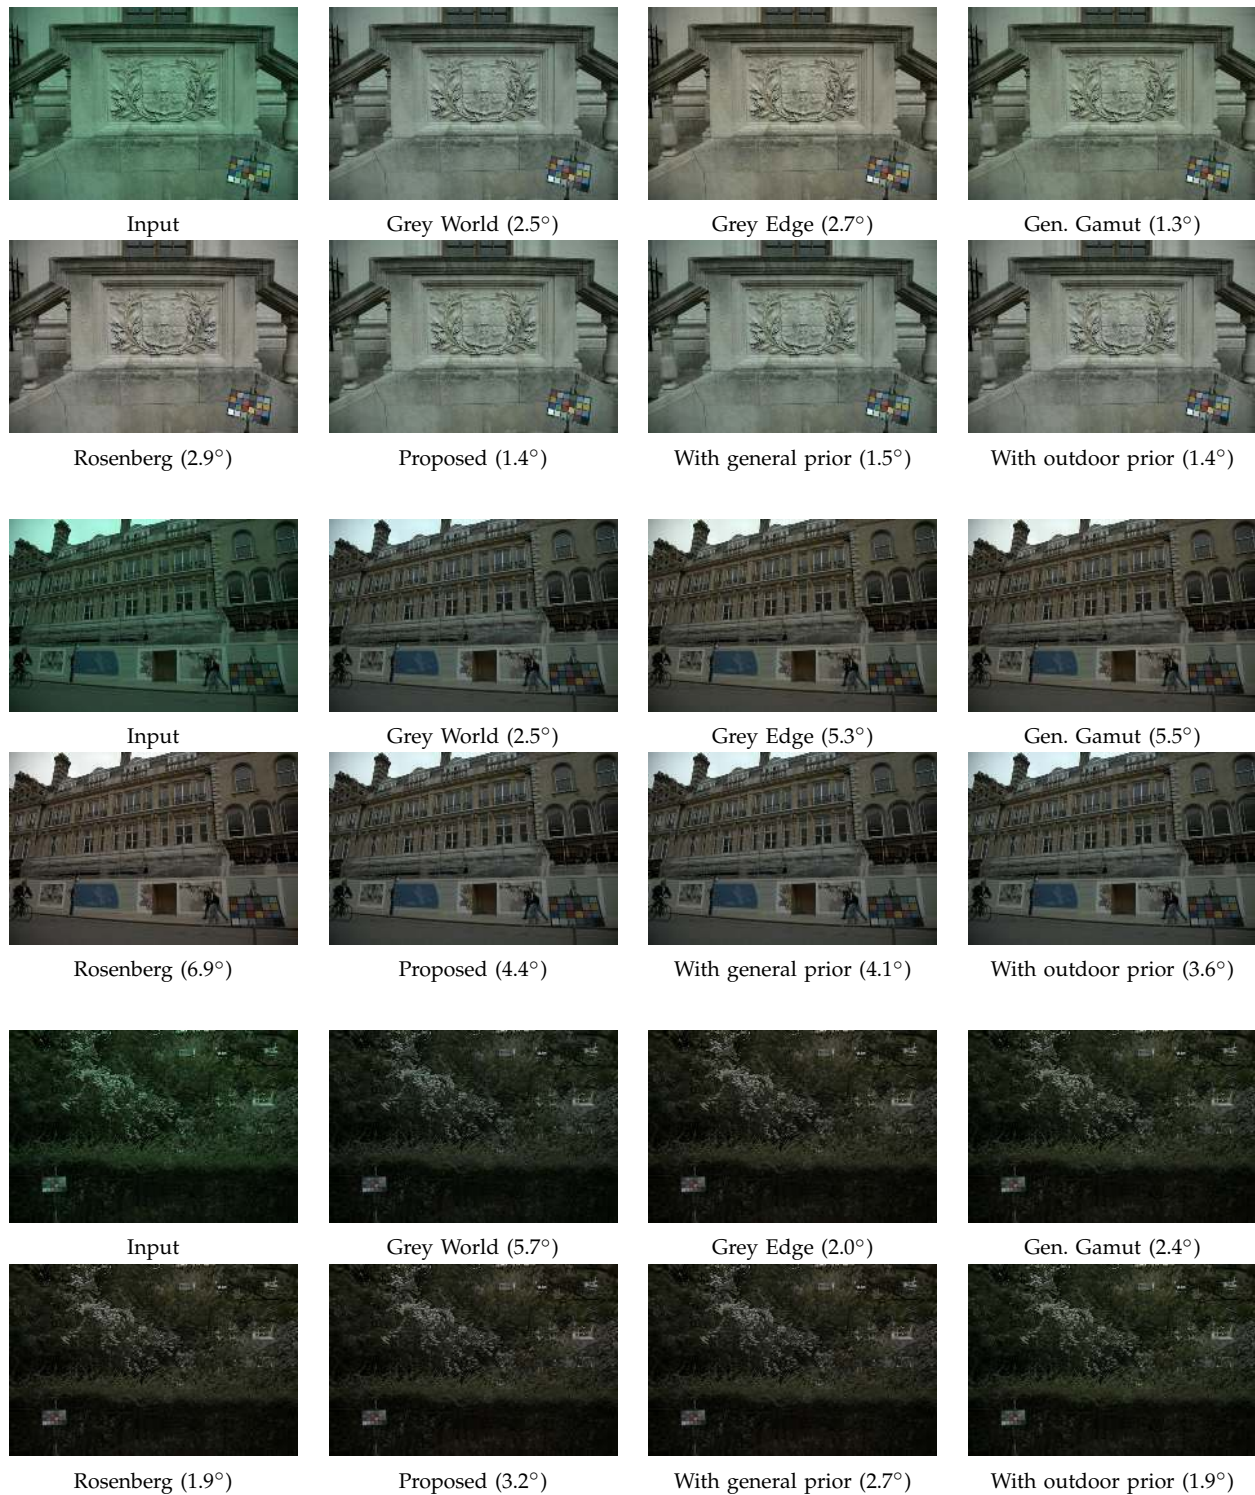 Input Grey World (2.5°) Grey Edge (2.7°) Gen. Gamut (1.3°)
Rosenberg (2.9°) Proposed (1.4°) With general prior (1.5°) With outdoor prior (1.4°)
Input Grey World (2.5°) Grey Edge (5.3°) Gen. Gamut (5.5°)
Rosenberg (6.9°) Proposed (4.4°) With general prior (4.1°) With outdoor prior (3.6°)
Input Grey World (5.7°) Grey Edge (2.0°) Gen. Gamut (2.4°)
Rosenberg (1.9°) Proposed (3.2°) With general prior (2.7°) With outdoor prior (1.9°)